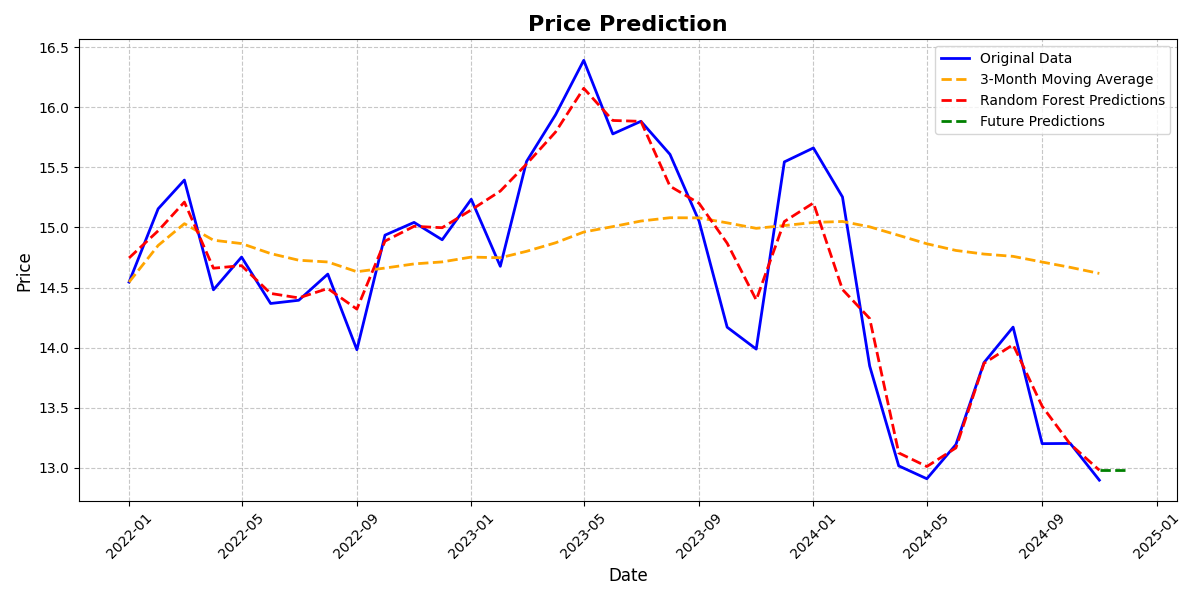 Price Prediction
Original Data
3-Month Moving Average
Random Forest Predictions
Future Predictions
16.5
16.0
15.5
15.0
14.5
14.0
13.5
13.0
Price
2022-01
2022-05
2022-09
2023-01
2023-05
2023-09
2024-01
2024-05
2024-09
2025-01
Date